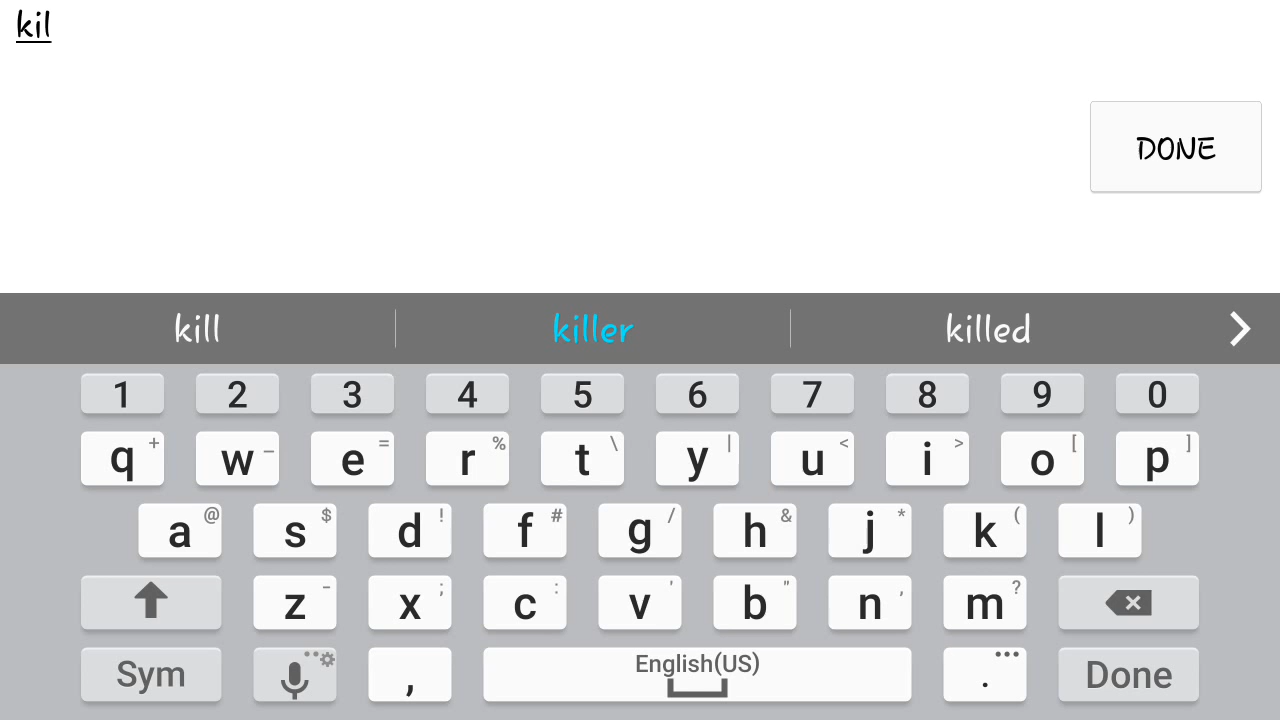 kil
DONE
kill killer killed
1 2 3 4 5 6 7 8 9 0
q + w _ e = r % t \ y | u < i > o [ p ]
a @ s $ d ! f # g / h & j * k ( l )
z - x ; c : v ' b " n , m ?
Sym , English(US) . ... Done